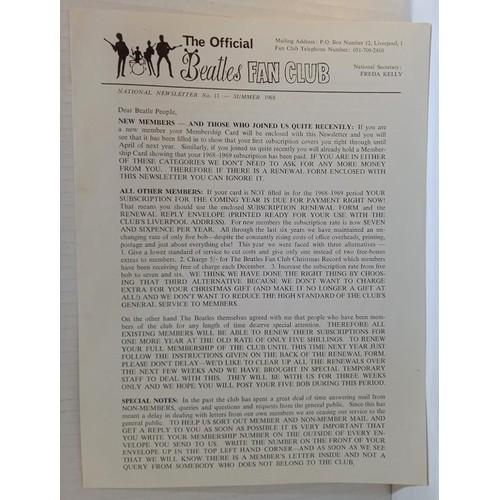 The Official
Beatles FAN CLUB
Mailing Address: P.O. Box Number 12, Liverpool, 1
Fan Club Telephone Number: 051-709-2410
National Secretary:
FREDA KELLY
NATIONAL NEWSLETTER No. 11 — SUMMER 1968
Dear Beatle People,
NEW MEMBERS — AND THOSE WHO JOINED US QUITE RECENTLY: If you are
a new member your Membership Card will be enclosed with this Newsletter and you will
see that it has been filled in to show that your first subscription covers you right through until
April of next year. Similarly, if you joined us quite recently you will already hold a Member-
ship Card showing that your 1968-1969 subscription has been paid. IF YOU ARE IN EITHER
OF THESE CATEGORIES WE DON'T NEED TO ASK FOR ANY MORE MONEY
FROM YOU. THEREFORE IF THERE IS A RENEWAL FORM ENCLOSED WITH
THIS NEWSLETTER YOU CAN IGNORE IT.
ALL OTHER MEMBERS: If your card is NOT filled in for the 1968-1969 period YOUR
SUBSCRIPTION FOR THE COMING YEAR IS DUE FOR PAYMENT RIGHT NOW!
That means you should use the enclosed SUBSCRIPTION RENEWAL FORM and the
RENEWAL REPLY ENVELOPE (PRINTED READY FOR YOUR USE WITH THE
CLUB'S LIVERPOOL ADDRESS). For new members the subscription rate is now SEVEN
AND SIXPENCE PER YEAR. All through the last six years we have maintained an un-
changing rate of only five bob—despite the constantly rising costs of office overheads, printing,
postage and just about everything else! This year we were faced with three alternatives —
1. Give a lower standard of service to cut costs and give only one instead of two free-bonus
extras to members. 2. Charge 5/- for The Beatles Fan Club Christmas Record which members
have been receiving free of charge each December. 3. Increase the subscription rate from five
bob to seven and six. WE THINK WE HAVE DONE THE RIGHT THING BY CHOOS-
ING THAT THIRD ALTERNATIVE BECAUSE WE DON'T WANT TO CHARGE
EXTRA FOR YOUR CHRISTMAS GIFT (AND MAKE IT NO LONGER A GIFT AT
ALL!) AND WE DON'T WANT TO REDUCE THE HIGH STANDARD OF THE CLUB'S
GENERAL SERVICE TO MEMBERS.
On the other hand The Beatles themselves agreed with me that people who have been mem-
bers of the club for any length of time deserve special attention. THEREFORE ALL
EXISTING MEMBERS WILL BE ABLE TO RENEW THEIR SUBSCRIPTIONS FOR
ONE MORE YEAR AT THE OLD RATE OF ONLY FIVE SHILLINGS. TO RENEW
YOUR FULL MEMBERSHIP OF THE CLUB UNTIL THIS TIME NEXT YEAR JUST
FOLLOW THE INSTRUCTIONS GIVEN ON THE BACK OF THE RENEWAL FORM.
PLEASE DON'T DELAY—WE'D LIKE TO CLEAR UP ALL THE RENEWALS OVER
THE NEXT FEW WEEKS AND WE HAVE BROUGHT IN SPECIAL TEMPORARY
STAFF TO DEAL WITH THIS. THEY WILL BE WITH US FOR THREE WEEKS
ONLY AND WE HOPE YOU WILL POST YOUR FIVE BOB DURING THIS PERIOD.
SPECIAL NOTES: In the past the club has spent a great deal of time answering mail from
NON-MEMBERS, queries and questions and requests from the general public. Since this has
meant a delay in dealing with letters from our own members we are ceasing our service to the
general public. TO HELP US SORT OUT MEMBER AND NON-MEMBER MAIL AND
GET A REPLY TO YOU AS SOON AS POSSIBLE IT IS VERY IMPORTANT THAT
YOU WRITE YOUR MEMBERSHIP NUMBER ON THE OUTSIDE OF EVERY EN-
VELOPE YOU SEND TO US. WRITE THE NUMBER ON THE FRONT OF YOUR
ENVELOPE UP IN THE TOP LEFT HAND CORNER—AND AS SOON AS WE SEE
THAT WE WILL KNOW THERE IS A MEMBER'S LETTER INSIDE AND NOT A
QUERY FROM SOMEBODY WHO DOES NOT BELONG TO THE CLUB.